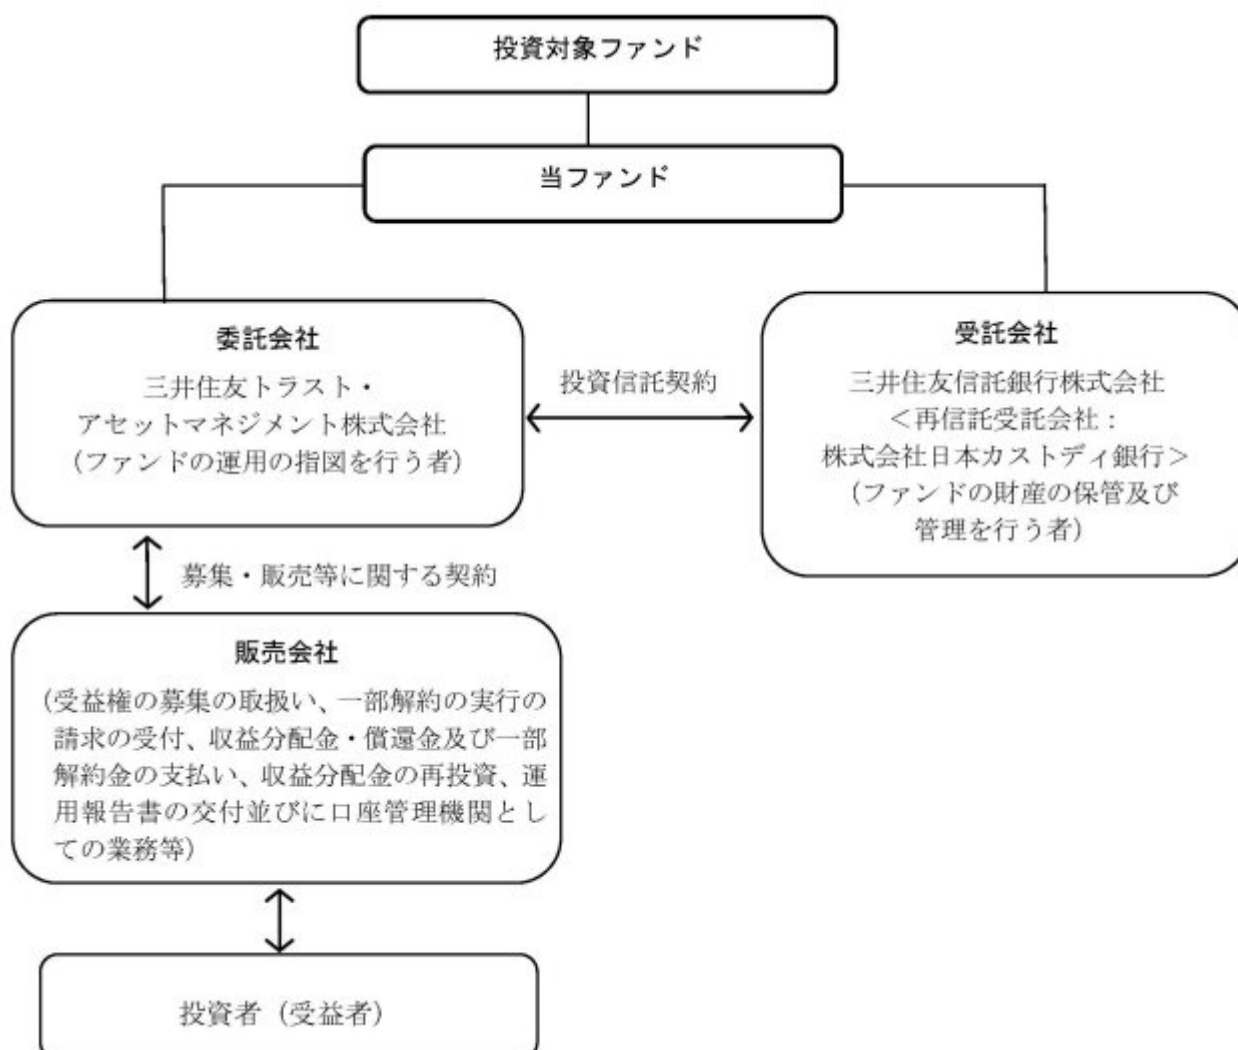 投資対象ファンド
当ファンド
委託会社
三井住友トラスト・
アセットマネジメント株式会社
（ファンドの運用の指図を行う者）
投資信託契約
受託会社
三井住友信託銀行株式会社
＜再信託受託会社：
株式会社日本カストディ銀行＞
（ファンドの財産の保管及び
管理を行う者）
募集・販売等に関する契約
販売会社
（受益権の募集の取扱い、一部解約の実行の
請求の受付、収益分配金・償還金及び一部
解約金の支払い、収益分配金の再投資、運
用報告書の交付並びに口座管理機関とし
ての業務等）
投資者（受益者）